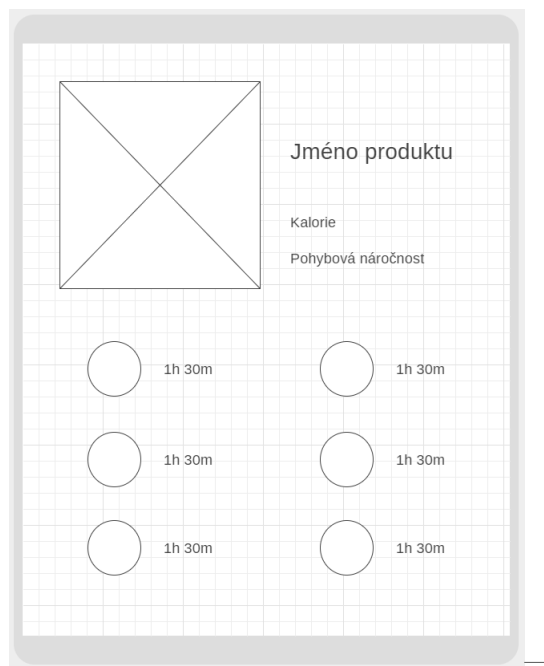 Jméno produktu
Kalorie
Pohybová náročnost
1h 30m
1h 30m
1h 30m
1h 30m
1h 30m
1h 30m